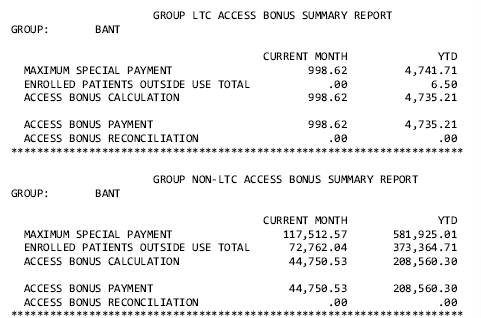 GROUP LTC ACCESS BONUS SUMMARY REPORT
GROUP: BANT
CURRENT MONTH YTD
MAXIMUM SPECIAL PAYMENT 998.62 4,741.71
ENROLLED PATIENTS OUTSIDE USE TOTAL .00 6.50
ACCESS BONUS CALCULATION 998.62 4,735.21
ACCESS BONUS PAYMENT 998.62 4,735.21
ACCESS BONUS RECONCILIATION .00 .00
**********************************************************************
GROUP NON-LTC ACCESS BONUS SUMMARY REPORT
GROUP: BANT
CURRENT MONTH YTD
MAXIMUM SPECIAL PAYMENT 117,512.57 581,925.01
ENROLLED PATIENTS OUTSIDE USE TOTAL 72,762.04 373,364.71
ACCESS BONUS CALCULATION 44,750.53 208,560.30
ACCESS BONUS PAYMENT 44,750.53 208,560.30
ACCESS BONUS RECONCILIATION .00 .00
**********************************************************************